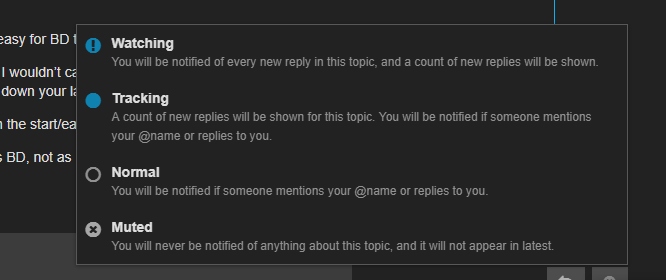 easy for BD t
Watching
You will be notified of every new reply in this topic, and a count of new replies will be shown.
I wouldn't ca
down your la
Tracking
A count of new replies will be shown for this topic. You will be notified if someone mentions
your @name or replies to you.
n the start/ea
s BD, not as
Normal
You will be notified if someone mentions your @name or replies to you.
Muted
You will never be notified of anything about this topic, and it will not appear in latest.